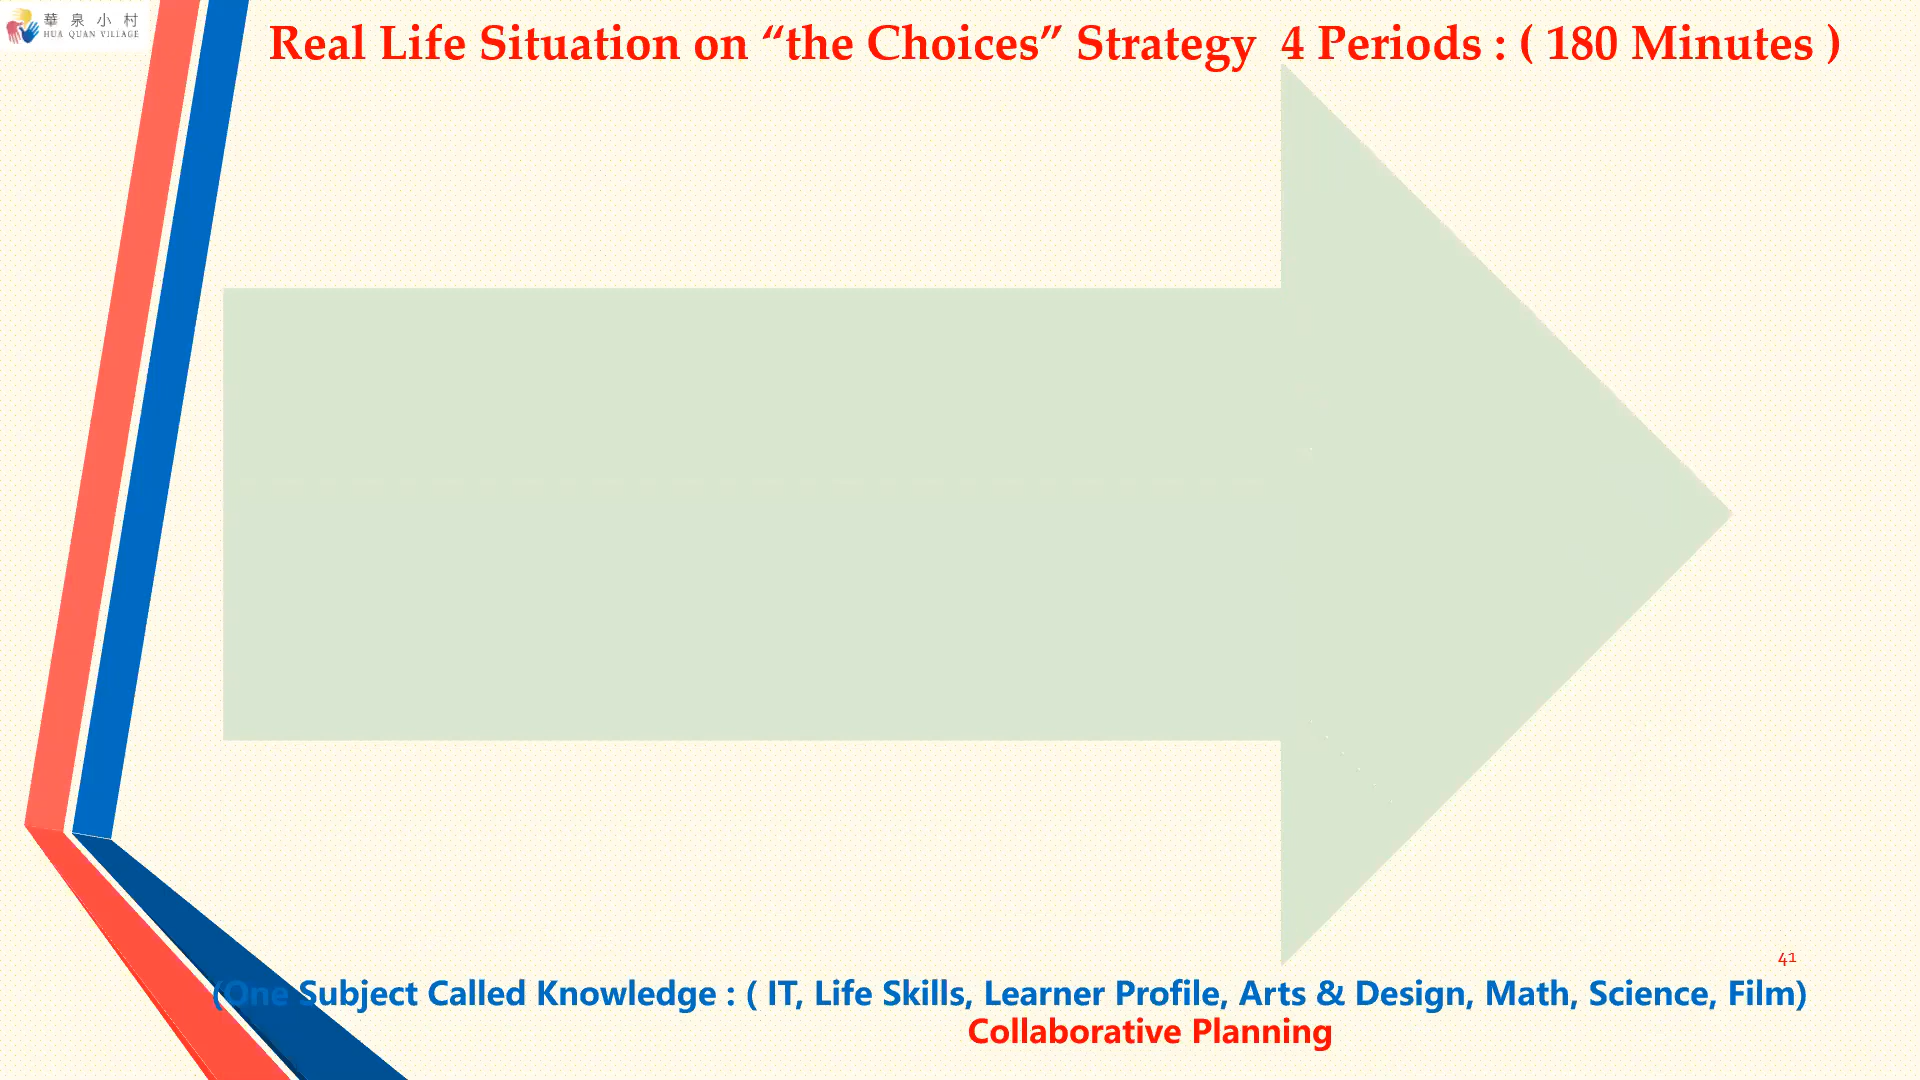 華泉小村
HUA QUAN VILLAGE
Real Life Situation on “the Choices” Strategy 4 Periods : ( 180 Minutes )
41
(One Subject Called Knowledge : ( IT, Life Skills, Learner Profile, Arts & Design, Math, Science, Film)
Collaborative Planning